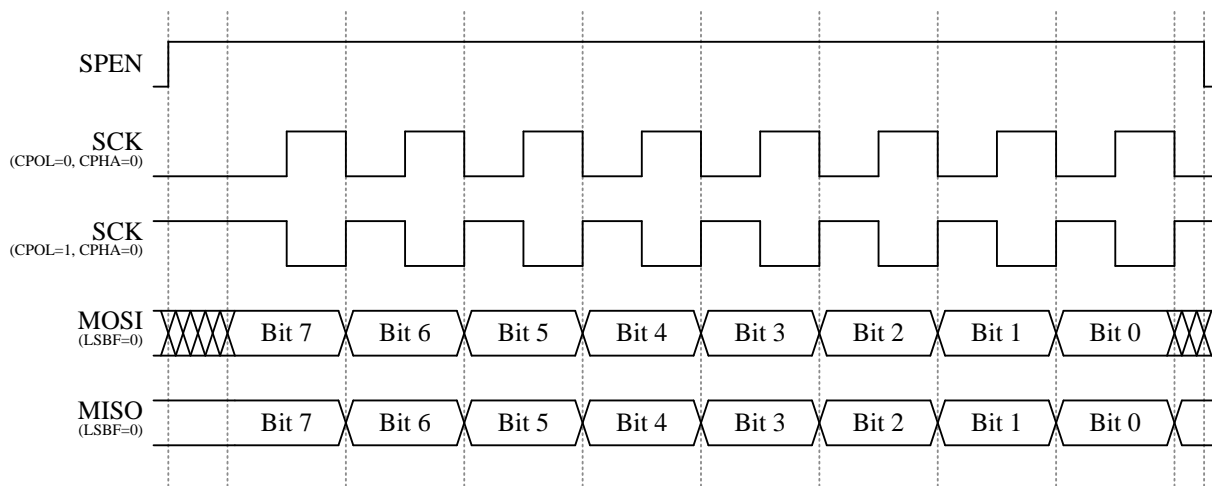 SPEN
SCK
(CPOL=0, CPHA=0)
SCK
(CPOL=1, CPHA=0)
MOSI
(LSBF=0)
Bit 7 Bit 6 Bit 5 Bit 4 Bit 3 Bit 2 Bit 1 Bit 0
MISO
(LSBF=0)
Bit 7 Bit 6 Bit 5 Bit 4 Bit 3 Bit 2 Bit 1 Bit 0